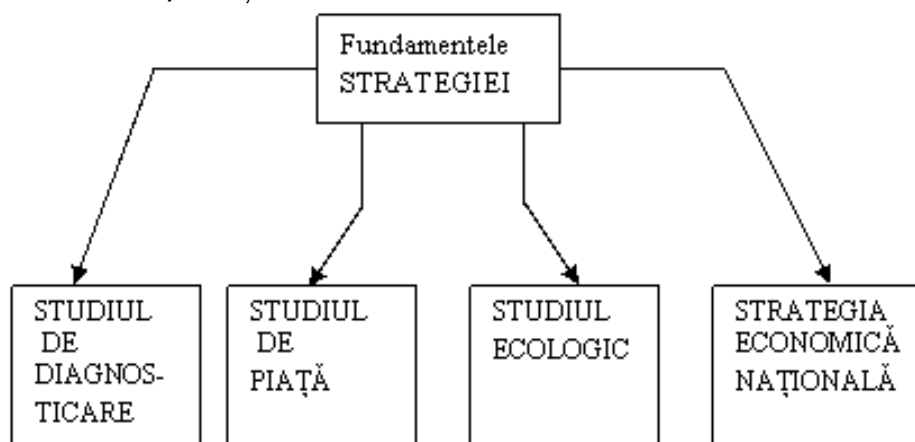 Fundamentele
STRATEGIEI
STUDIUL
DE
DIAGNOS-
TICARE
STUDIUL
DE
PIAȚĂ
STUDIUL
ECOLOGIC
STRATEGIA
ECONOMICĂ
NAȚIONALĂ